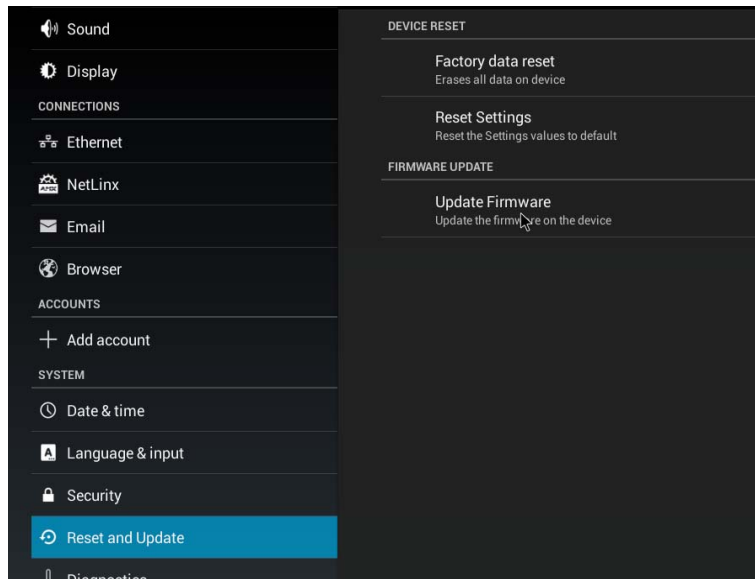 Sound
Display
CONNECTIONS
Ethernet
AMX
NetLinx
Email
Browser
ACCOUNTS
Add account
SYSTEM
Date & time
A
Language & input
Security
Reset and Update
Diagnostics
DEVICE RESET
Factory data reset
Erases all data on device
Reset Settings
Reset the Settings values to default
FIRMWARE UPDATE
Update Firmware
Update the firmware on the device